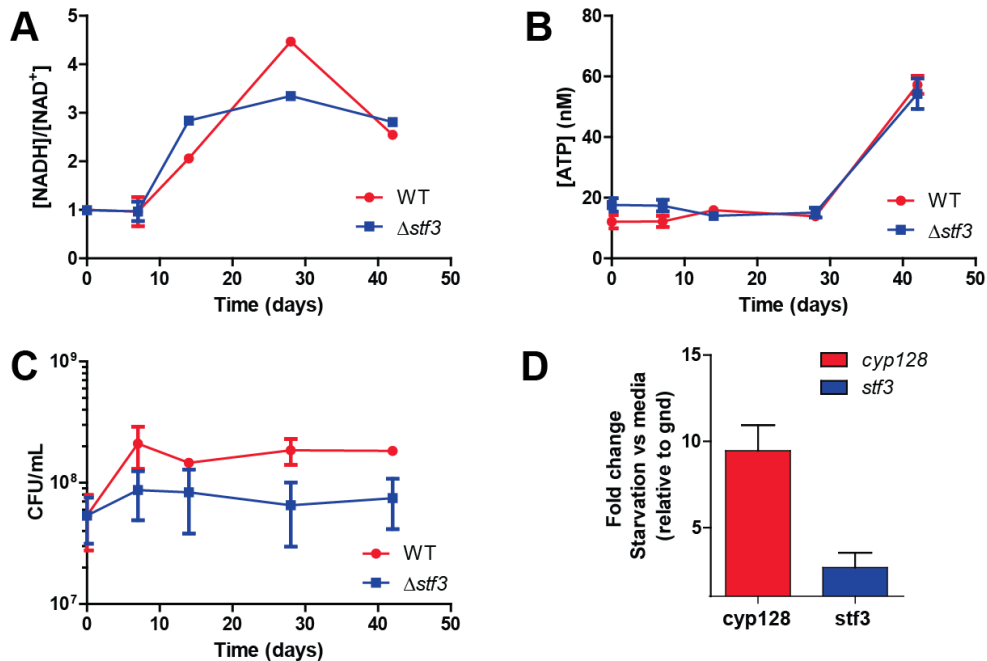 A
[NADH]/[NAD⁺]
5
4
3
2
1
0
0 10 20 30 40 50
Time (days)
WT
Δstf3
B
[ATP] (nM)
80
60
40
20
0
0 10 20 30 40 50
Time (days)
WT
Δstf3
C
CFU/mL
10⁹
10⁸
10⁷
0 10 20 30 40 50
Time (days)
WT
Δstf3
D
Fold change
Starvation vs media
(relative to gnd)
15
10
5
cyp128
stf3
cyp128 stf3